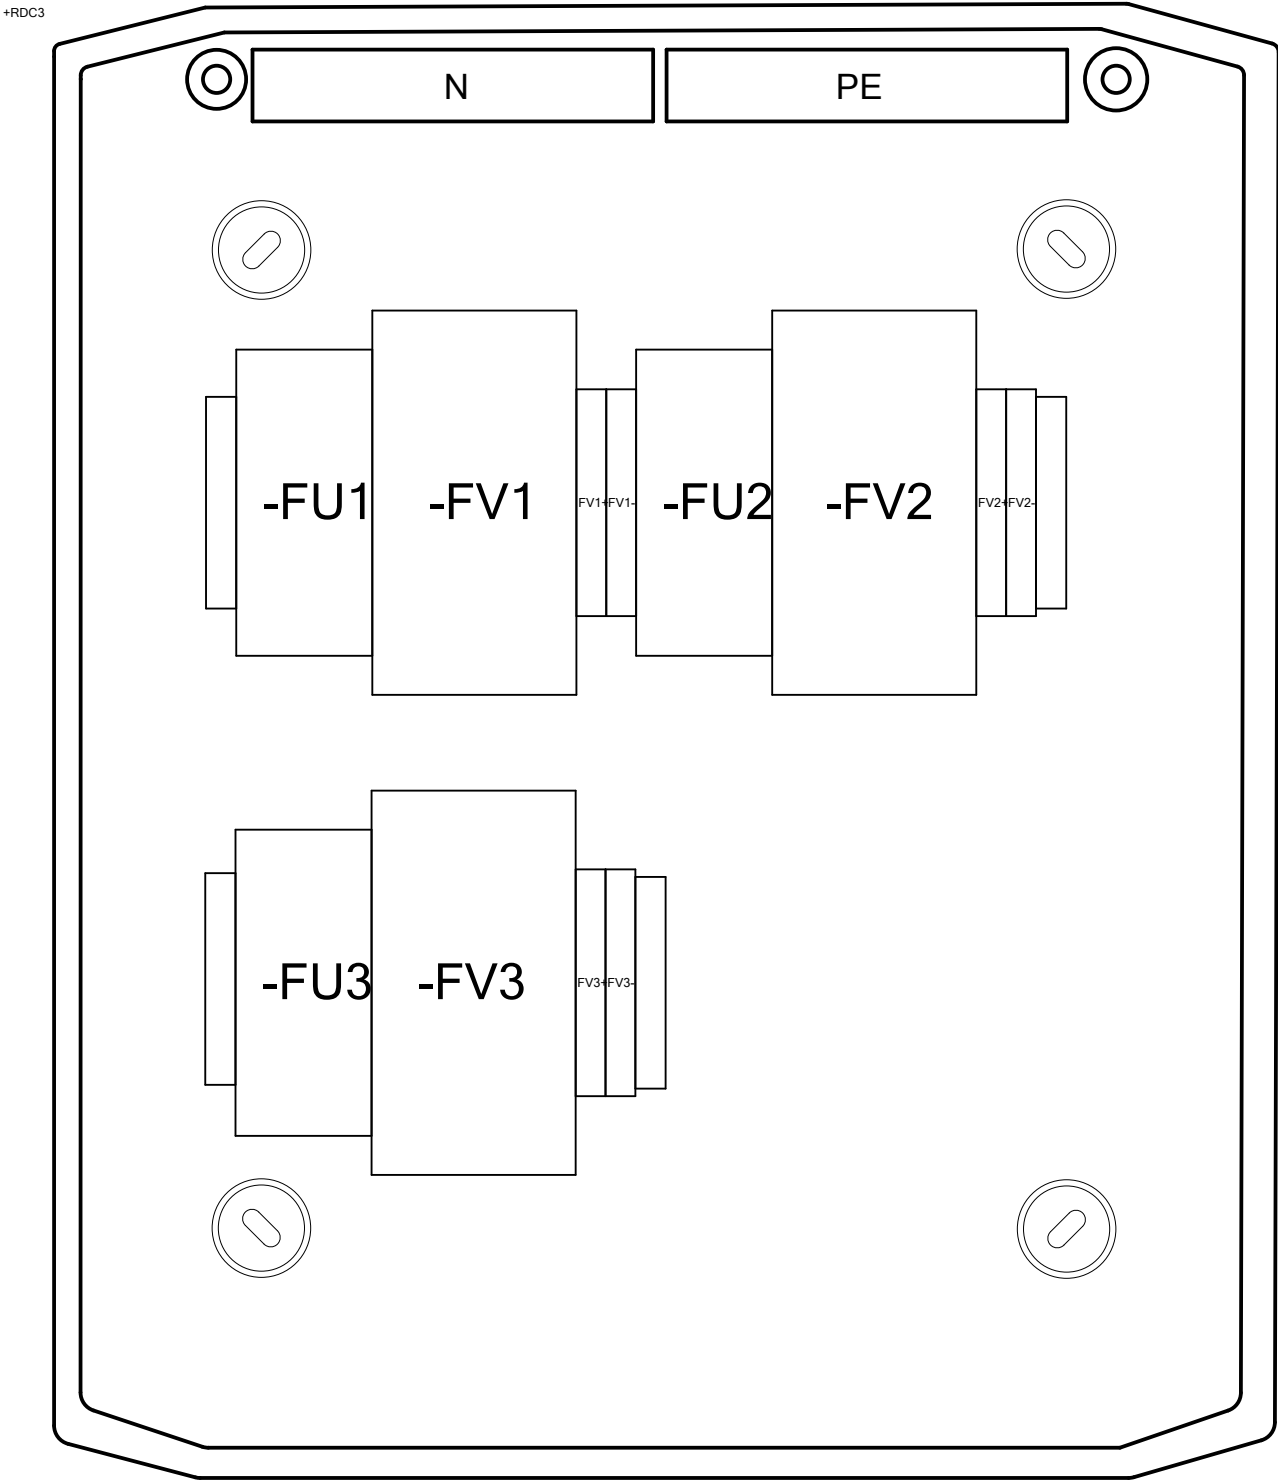 +RDC3
N
PE
-FU1
-FV1
FV1+
FV1-
-FU2
-FV2
FV2+
FV2-
-FU3
-FV3
FV3+
FV3-